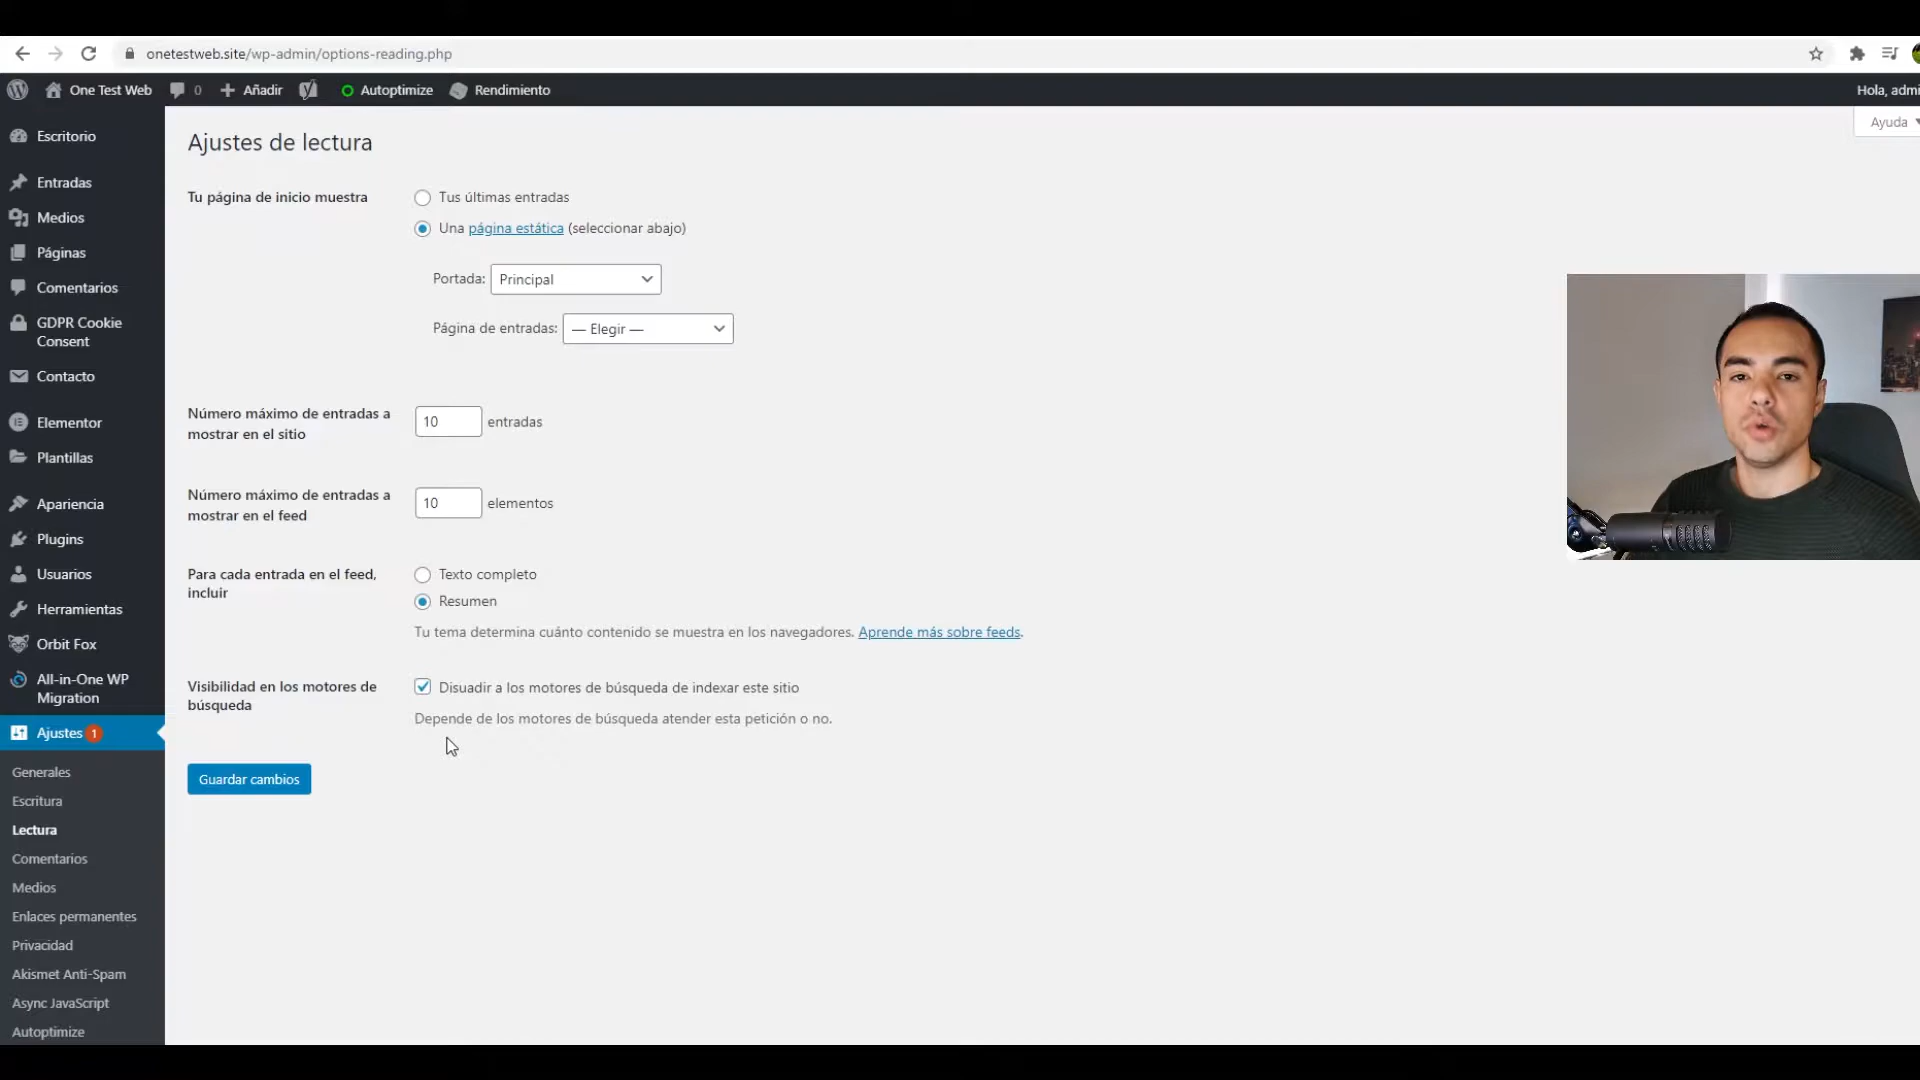 onetestweb.site/wp-admin/options-reading.php
One Test Web
0
Añadir
Autoptimize
Rendimiento
Hola, admi
Ayuda
Escritorio
Entradas
Medios
Páginas
Comentarios
GDPR Cookie
Consent
Contacto
Elementor
Plantillas
Apariencia
Plugins
Usuarios
Herramientas
Orbit Fox
All-in-One WP
Migration
Ajustes 1
Generales
Escritura
Lectura
Comentarios
Medios
Enlaces permanentes
Privacidad
Akismet Anti-Spam
Async JavaScript
Autoptimize
Ajustes de lectura
Tu página de inicio muestra
Tus últimas entradas
Una página estática (seleccionar abajo)
Portada: Principal
Página de entradas: — Elegir —
Número máximo de entradas a
mostrar en el sitio
10 entradas
Número máximo de entradas a
mostrar en el feed
10 elementos
Para cada entrada en el feed,
incluir
Texto completo
Resumen
Tu tema determina cuánto contenido se muestra en los navegadores. Aprende más sobre feeds.
Visibilidad en los motores de
búsqueda
Disuadir a los motores de búsqueda de indexar este sitio
Depende de los motores de búsqueda atender esta petición o no.
Guardar cambios